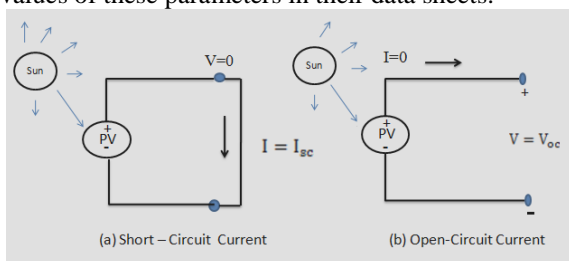 values of these parameters in their data sheets.
Sun
V=0
+
PV
-
I = Isc
(a) Short – Circuit Current
Sun
I=0
+
PV
-
+
V = Voc
-
(b) Open-Circuit Current